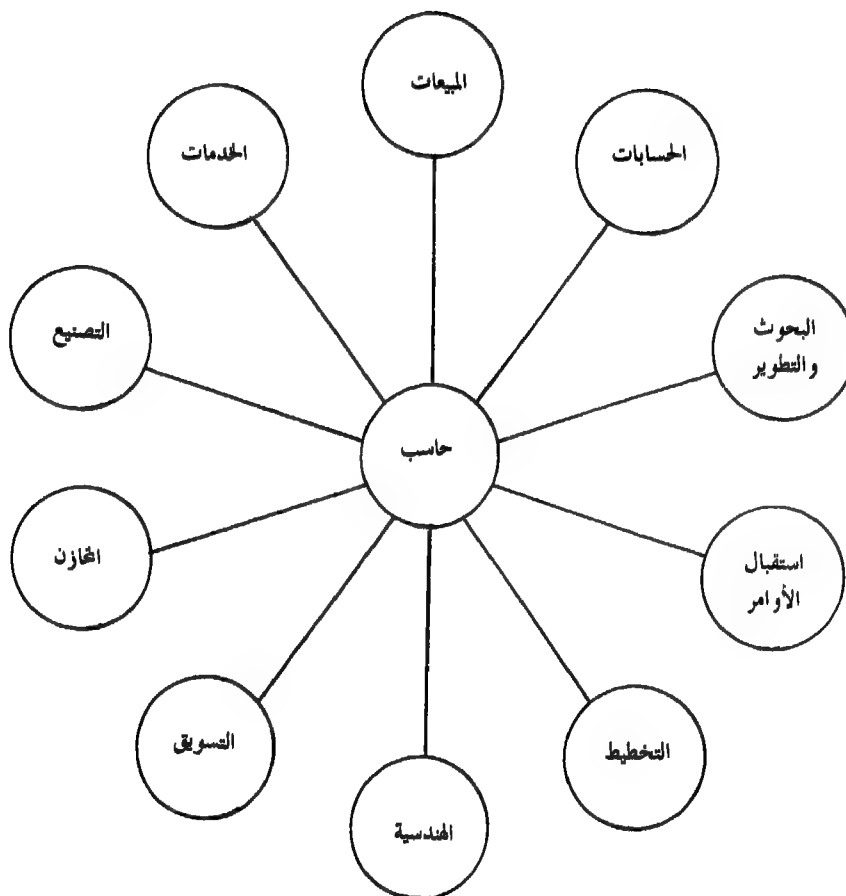 المبيعات
الحسابات
الخدمات
البحوث
والتطوير
التصنيع
حاسب
استقبال
الأوامر
المخازن
التخطيط
التسويق
الهندسية